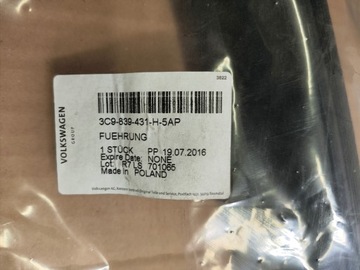 3022
VOLKSWAGEN
GROUP
3C9-839-431-H-5AP
FUEHRUNG
1 STÜCK PP 19.07.2016
Expire Date: NONE
Lot: R7 LS 701065
Made in POLAND